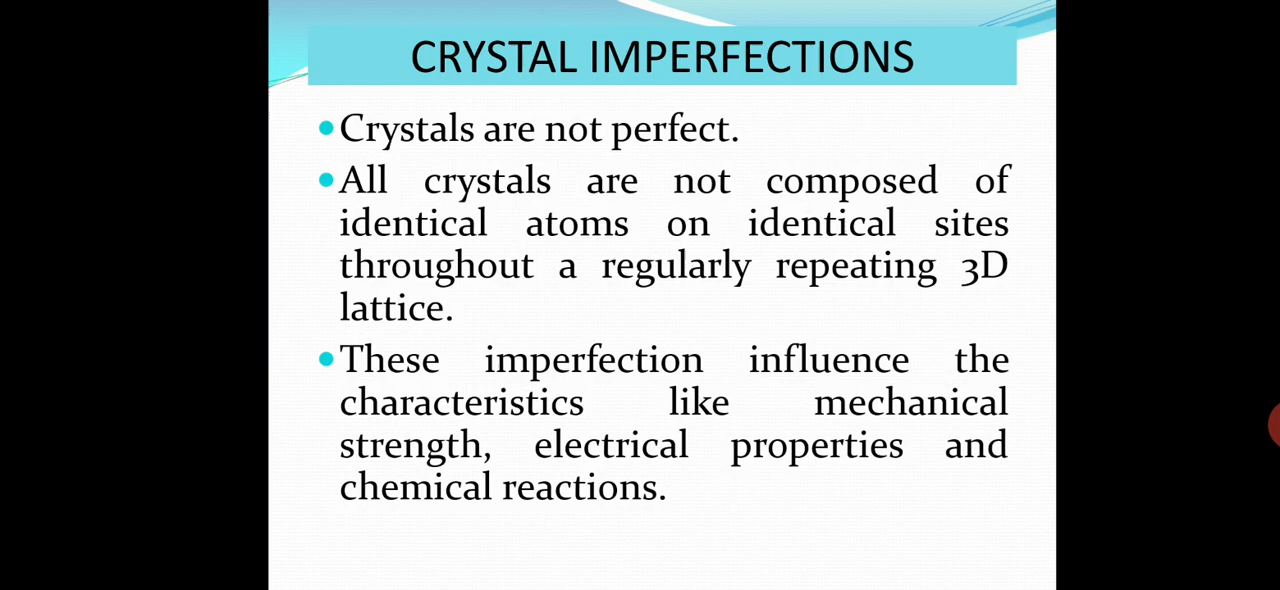 CRYSTAL IMPERFECTIONS
•Crystals are not perfect.
•All crystals are not composed of
identical atoms on identical sites
throughout a regularly repeating 3D
lattice.
•These imperfection influence the
characteristics like mechanical
strength, electrical properties and
chemical reactions.